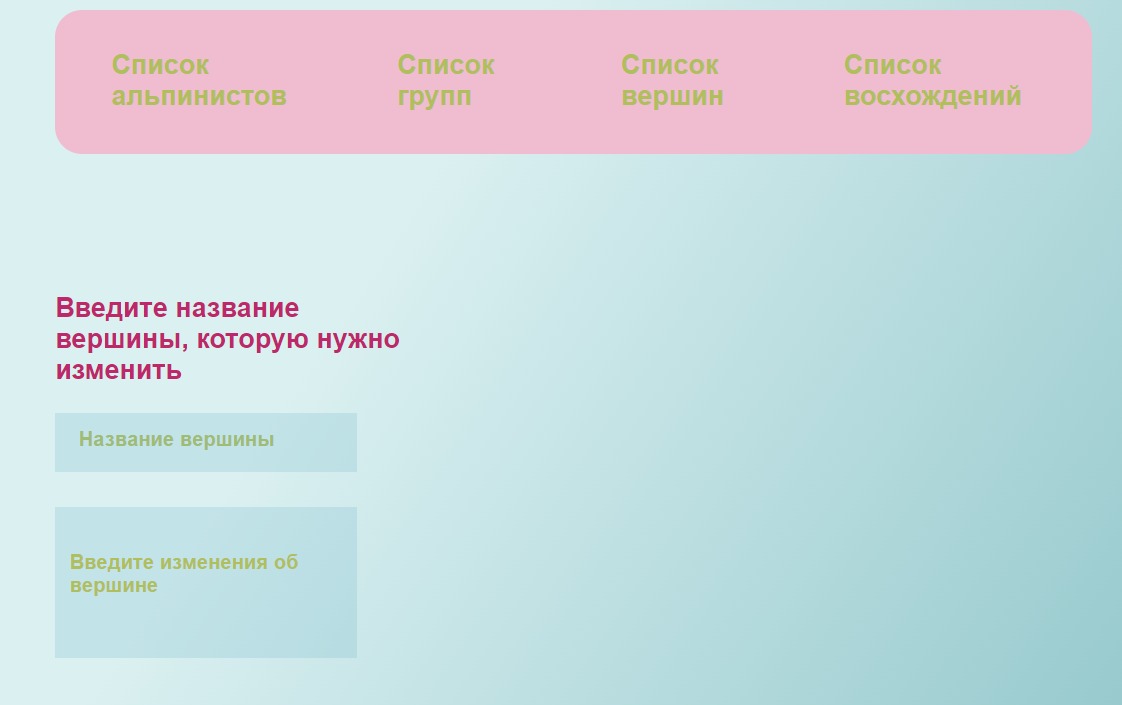 Список
альпинистов
Список
групп
Список
вершин
Список
восхождений
Введите название
вершины, которую нужно
изменить
Название вершины
Введите изменения об
вершине